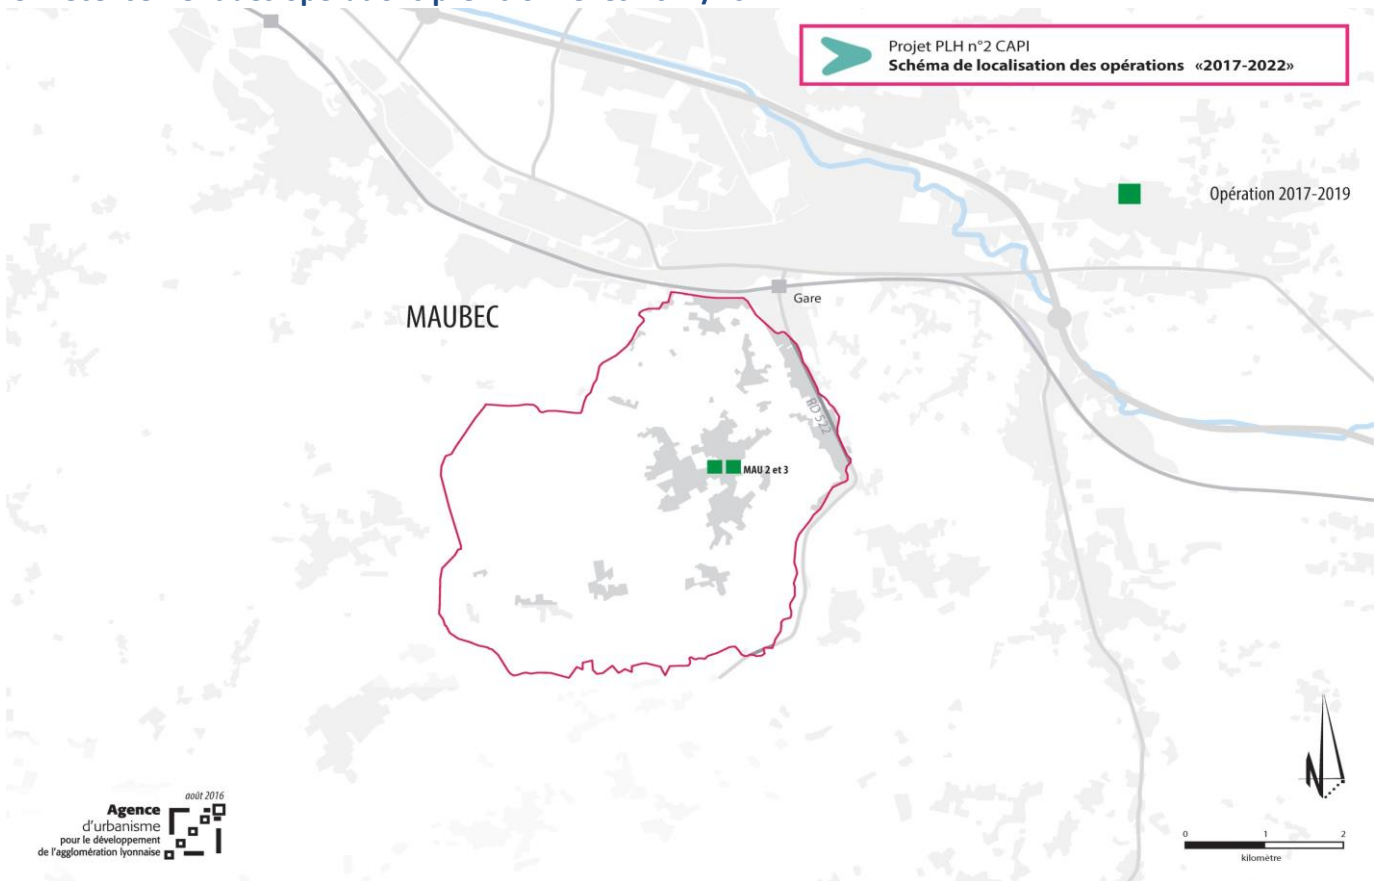 Projet PLH n°2 CAPI
Schéma de localisation des opérations «2017-2022»
Opération 2017-2019
MAUBEC
Gare
RD 522
MAU 2 et 3
août 2016
Agence
d'urbanisme
pour le développement
de l'agglomération lyonnaise
N
0 1 2
kilomètre